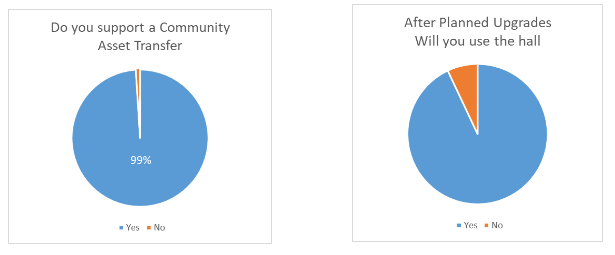 Do you support a Community
Asset Transfer
99%
Yes No
After Planned Upgrades
Will you use the hall
Yes No